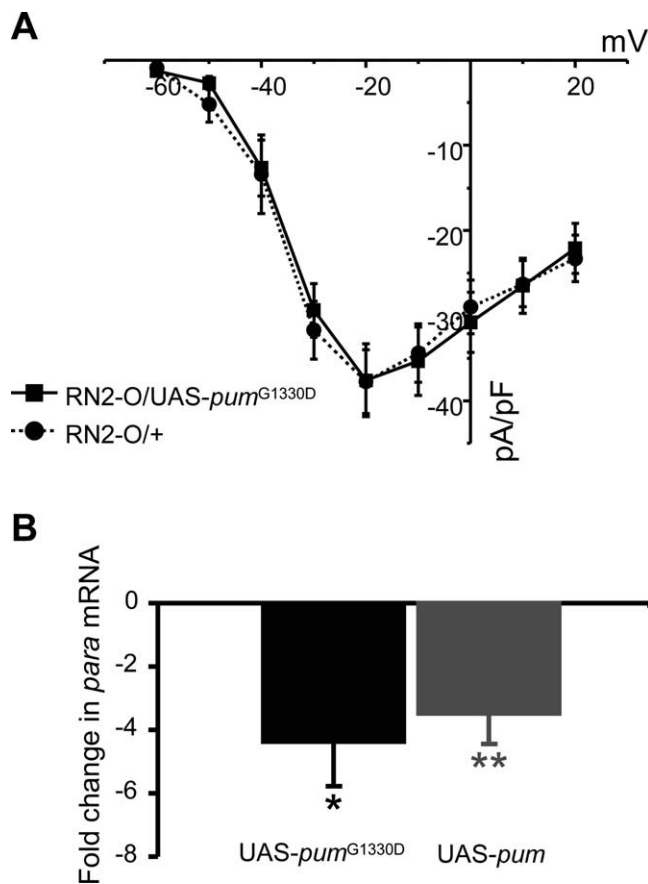 A
mV
-60 -40 -20 20
-10
-20
-30
-40
pA/pF
RN2-O/UAS-pumG1330D
RN2-O/+
B
Fold change in para mRNA
0
-2
-4
-6
-8
*
**
UAS-pumG1330D UAS-pum